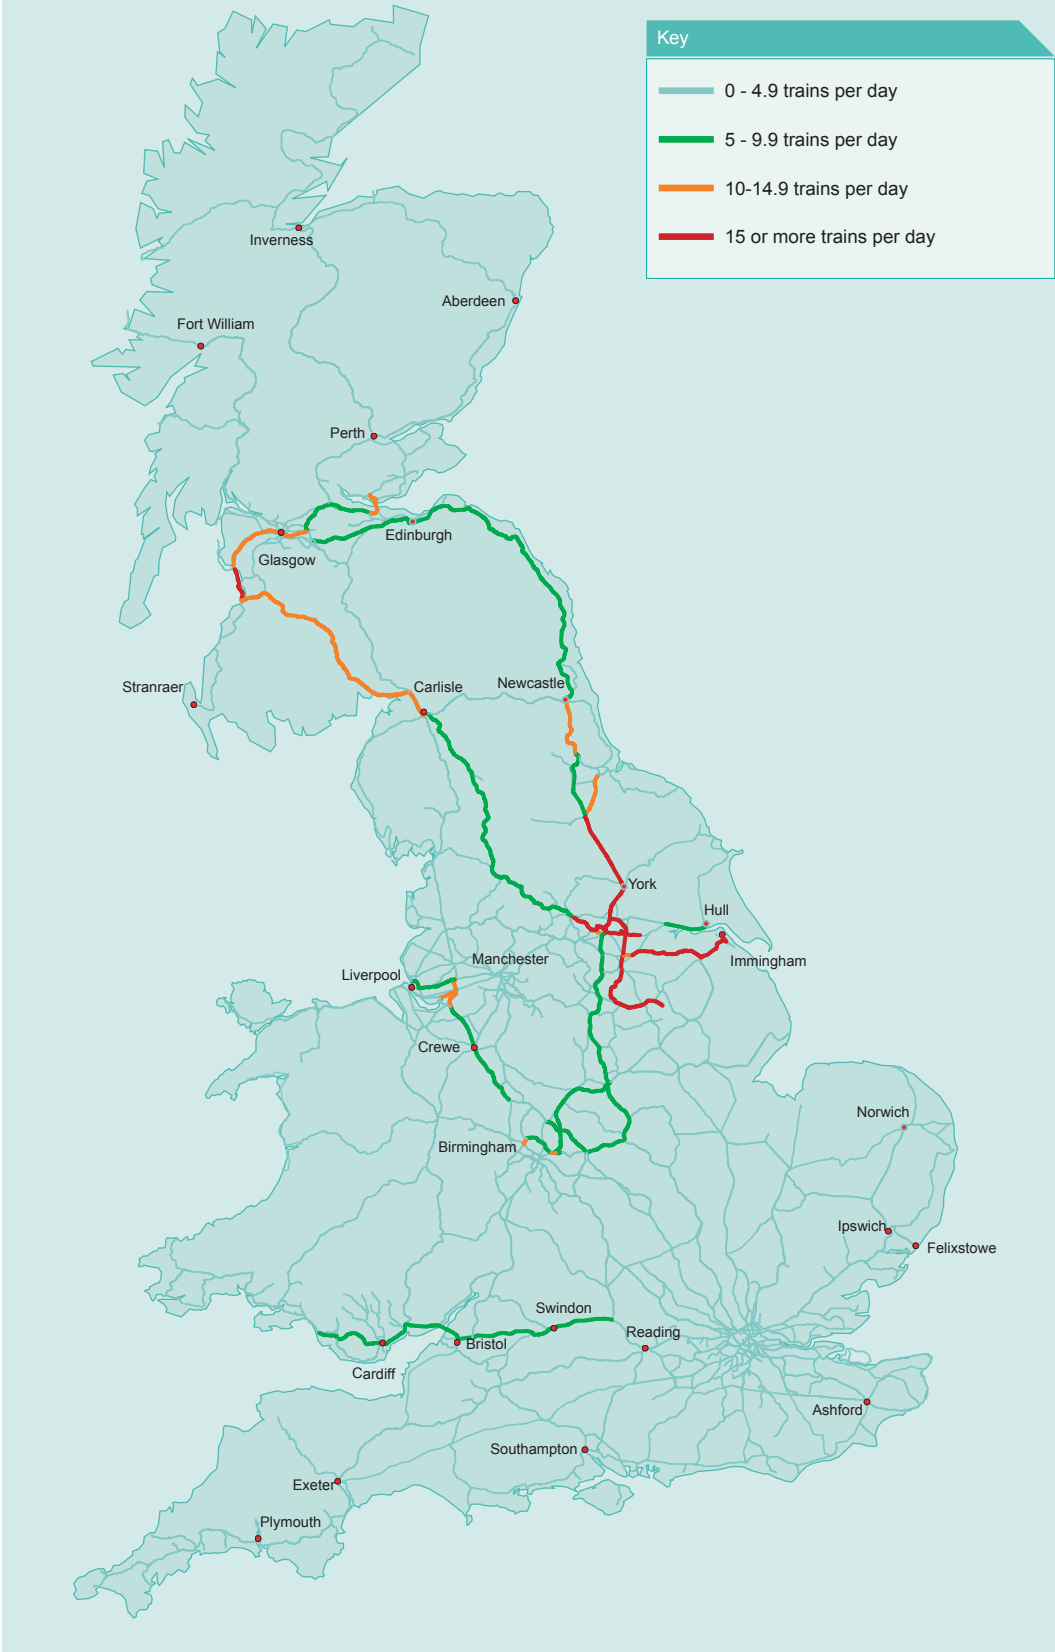 Key
0 - 4.9 trains per day
5 - 9.9 trains per day
10-14.9 trains per day
15 or more trains per day
Inverness
Aberdeen
Fort William
Perth
Edinburgh
Glasgow
Stranraer
Carlisle
Newcastle
York
Hull
Immingham
Manchester
Liverpool
Crewe
Norwich
Birmingham
Ipswich
Felixstowe
Swindon
Reading
Bristol
Cardiff
Ashford
Southampton
Exeter
Plymouth